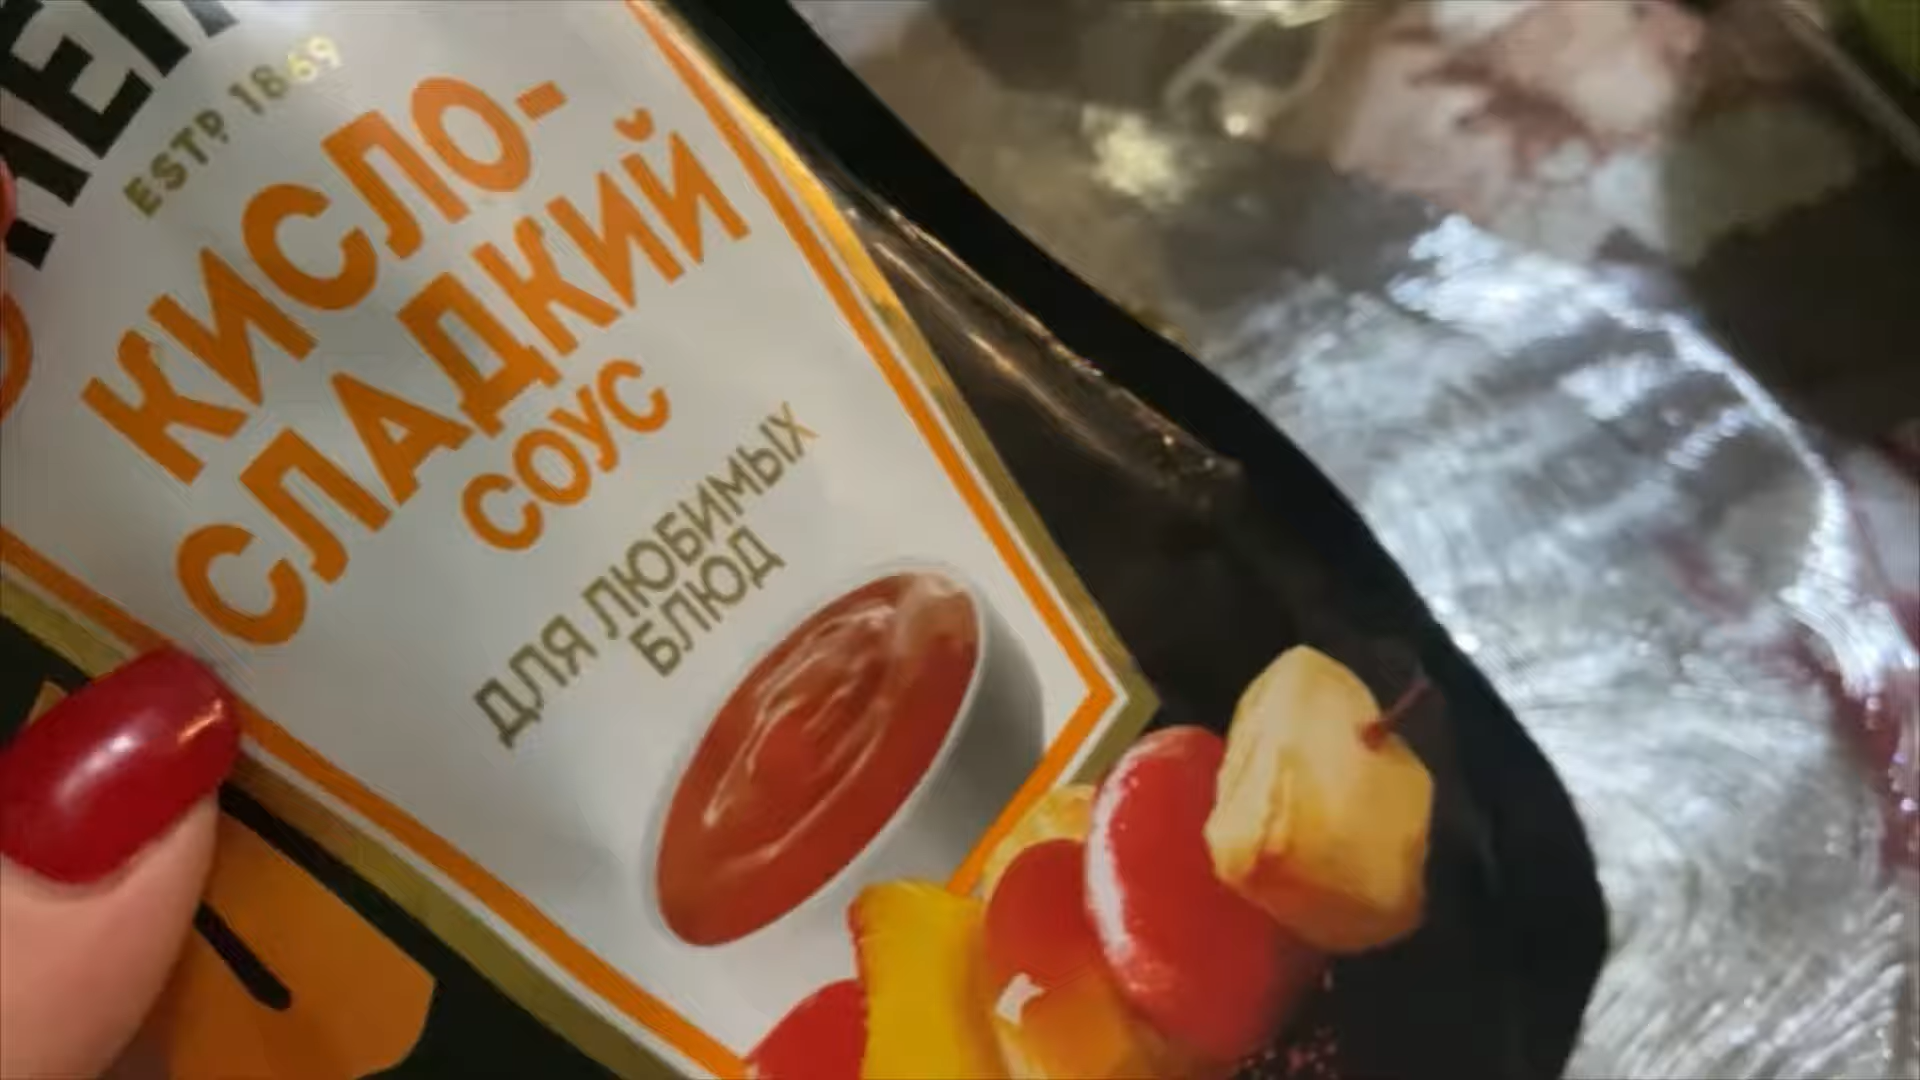 ESTD 1869
КИСЛО-
СЛАДКИЙ
СОУС
ДЛЯ ЛЮБИМЫХ
БЛЮД